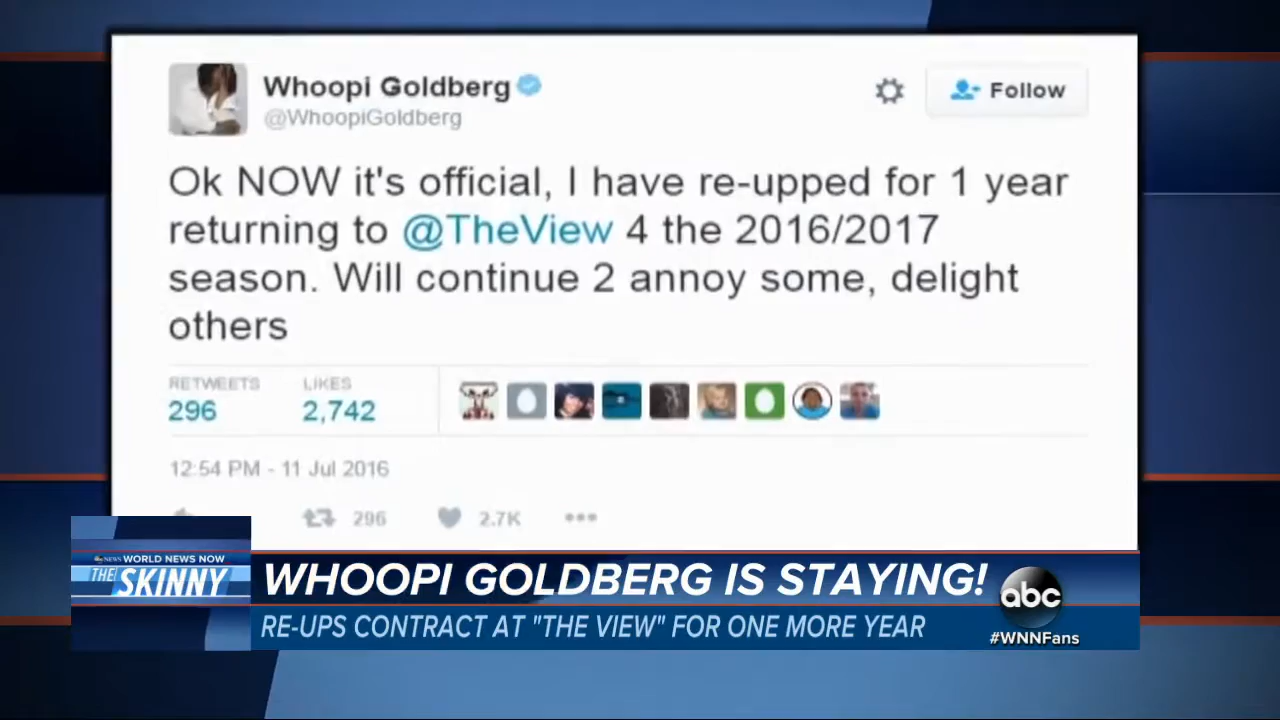 Whoopi Goldberg
@WhoopiGoldberg
Follow
Ok NOW it's official, I have re-upped for 1 year
returning to @TheView 4 the 2016/2017
season. Will continue 2 annoy some, delight
others
RETWEETS
LIKES
296
2,742
12:54 PM - 11 Jul 2016
296
2.7K
abc NEWS WORLD NEWS NOW
THE SKINNY
WHOOPI GOLDBERG IS STAYING!
RE-UPS CONTRACT AT "THE VIEW" FOR ONE MORE YEAR
abc
#WNNFans